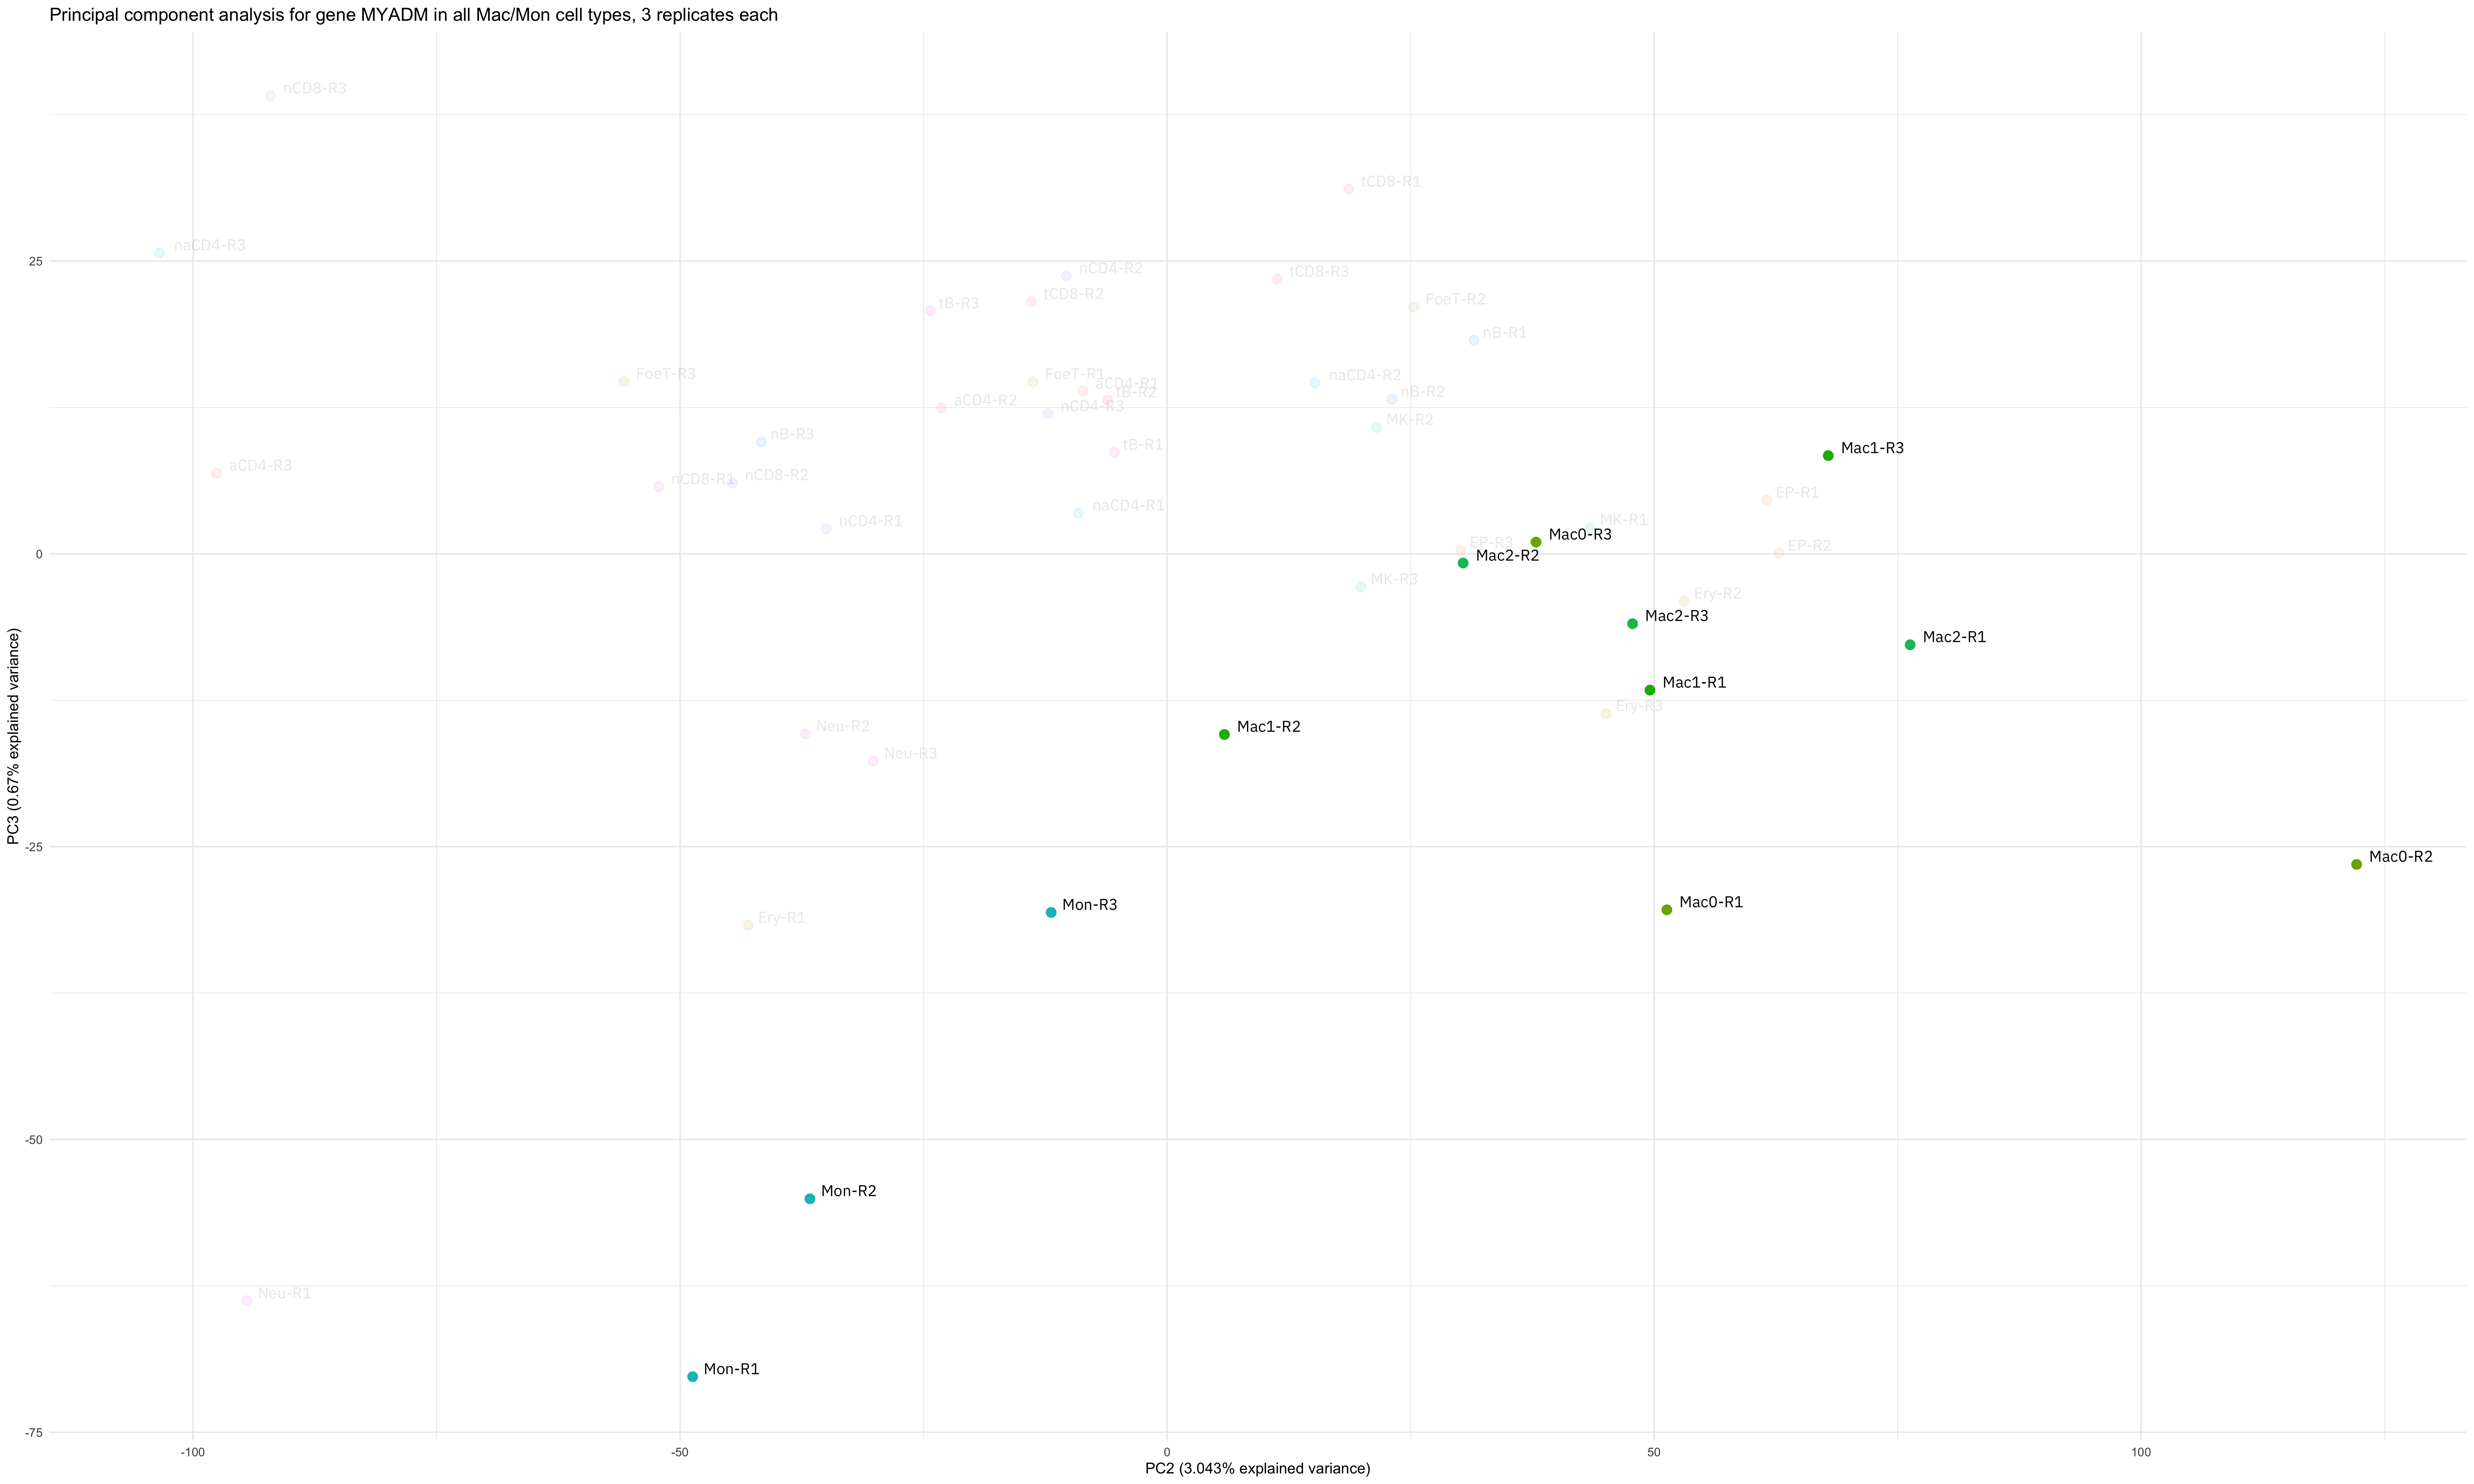 Principal component analysis for gene MYADM in all Mac/Mon cell types, 3 replicates each
nCD8-R3
tCD8-R1
naCD4-R3
25
nCD4-R2
tCD8-R3
tCD8-R2
FoeT-R2
tB-R3
nB-R1
FoeT-R3
FoeT-R1
naCD4-R2
aCD4-R1
tB-R2
nB-R2
aCD4-R2
nCD4-R3
MK-R2
nB-R3
tB-R1
Mac1-R3
aCD4-R3
nCD8-R1
nCD8-R2
EP-R1
naCD4-R1
nCD4-R1
MK-R1
Mac0-R3
EP-R3
EP-R2
0
Mac2-R2
MK-R3
Ery-R2
Mac2-R3
Mac2-R1
Mac1-R1
Ery-R3
Neu-R2
Mac1-R2
Neu-R3
PC3 (0.67% explained variance)
-25
Mac0-R2
Mac0-R1
Mon-R3
Ery-R1
-50
Mon-R2
Neu-R1
Mon-R1
-75
-100
-50
0
50
100
PC2 (3.043% explained variance)